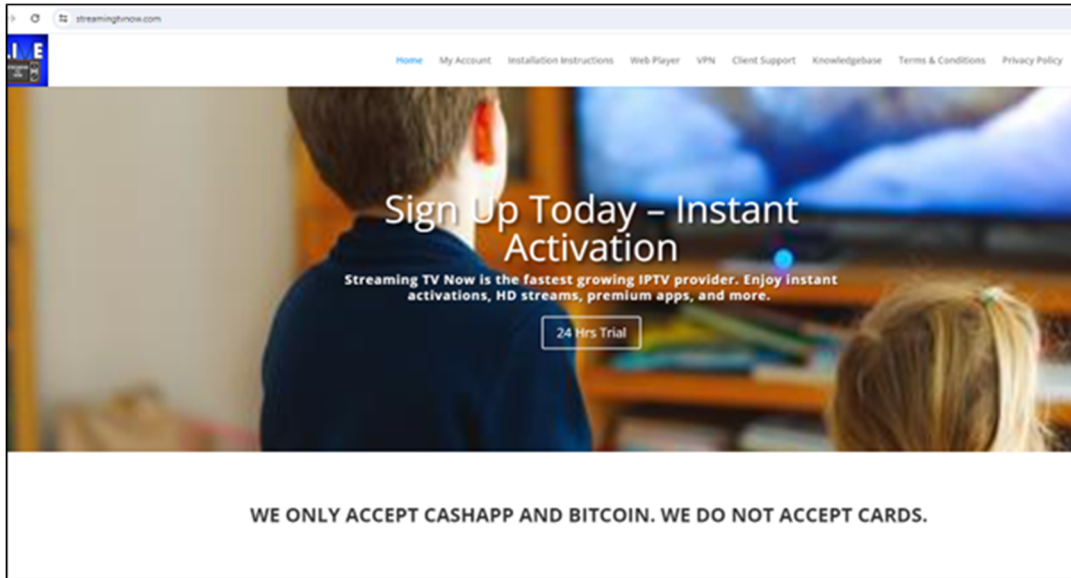 streamingtvnow.com
Home My Account Installation Instructions Web Player VPN Client Support Knowledgebase Terms & Conditions Privacy Policy
Sign Up Today – Instant
Activation
Streaming TV Now is the fastest growing IPTV provider. Enjoy instant
activations, HD streams, premium apps, and more.
24 Hrs Trial
WE ONLY ACCEPT CASHAPP AND BITCOIN. WE DO NOT ACCEPT CARDS.